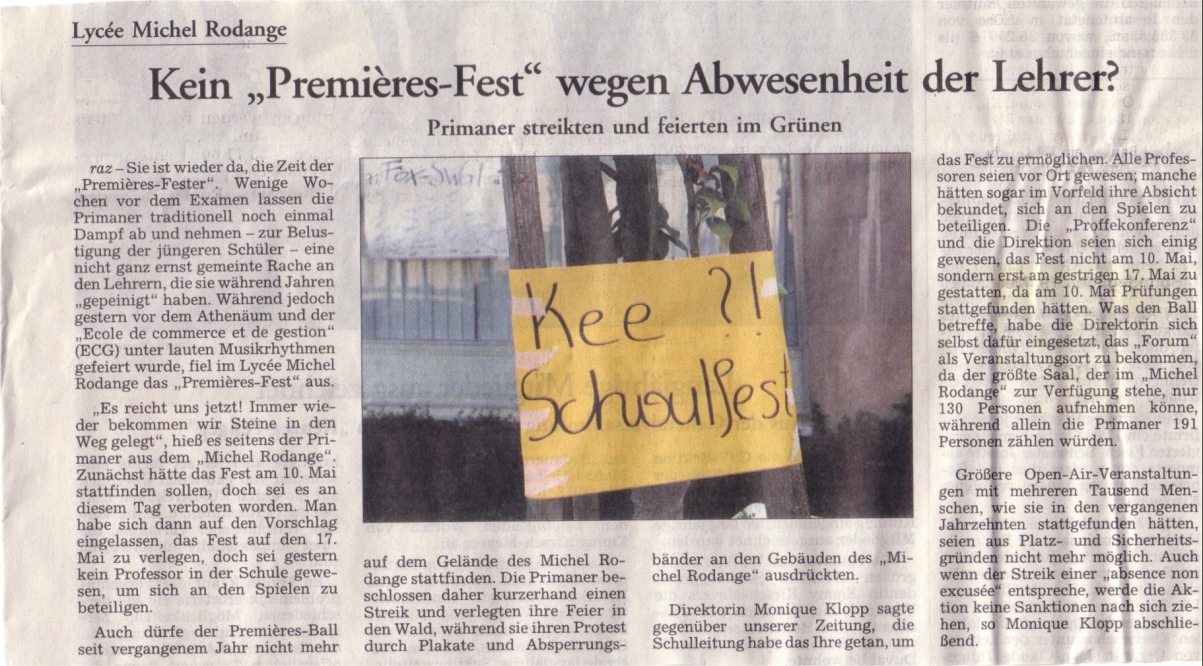 Lycée Michel Rodange
Kein „Premières-Fest“ wegen Abwesenheit der Lehrer?
Primaner streikten und feierten im Grünen
raz – Sie ist wieder da, die Zeit der
„Premières-Fester“. Wenige Wo-
chen vor dem Examen lassen die
Primaner traditionell noch einmal
Dampf ab und nehmen – zur Belus-
tigung der jüngeren Schüler – eine
nicht ganz ernst gemeinte Rache an
den Lehrern, die sie während Jahren
„gepeinigt“ haben. Während jedoch
gestern vor dem Athenäum und der
„Ecole de commerce et de gestion“
(ECG) unter lauten Musikrhythmen
gefeiert wurde, fiel im Lycée Michel
Rodange das „Premières-Fest“ aus.
„Es reicht uns jetzt! Immer wie-
der bekommen wir Steine in den
Weg gelegt“, hieß es seitens der Pri-
maner aus dem „Michel Rodange“.
Zunächst hätte das Fest am 10. Mai
stattfinden sollen, doch sei es an
diesem Tag verboten worden. Man
habe sich dann auf den Vorschlag
eingelassen, das Fest auf den 17.
Mai zu verlegen, doch sei gestern
kein Professor in der Schule gewe-
sen, um sich an den Spielen zu
beteiligen.
Auch dürfe der Premières-Ball
seit vergangenem Jahr nicht mehr
Kee ?!
Schoulfest
auf dem Gelände des Michel Ro-
dange stattfinden. Die Primaner be-
schlossen daher kurzerhand einen
Streik und verlegten ihre Feier in
den Wald, während sie ihren Protest
durch Plakate und Absperrungs-
bänder an den Gebäuden des „Mi-
chel Rodange“ ausdrückten.
Direktorin Monique Klopp sagte
gegenüber unserer Zeitung, die
Schulleitung habe das Ihre getan, um
das Fest zu ermöglichen. Alle Profes-
soren seien vor Ort gewesen; manche
hätten sogar im Vorfeld ihre Absicht
bekundet, sich an den Spielen zu
beteiligen. Die „Proffekonferenz“
und die Direktion seien sich einig
gewesen, das Fest nicht am 10. Mai,
sondern erst am gestrigen 17. Mai zu
gestatten, da am 10. Mai Prüfungen
stattgefunden hätten. Was den Ball
betreffe, habe die Direktorin sich
selbst dafür eingesetzt, das „Forum“
als Veranstaltungsort zu bekommen,
da der größte Saal, der im „Michel
Rodange“ zur Verfügung stehe, nur
130 Personen aufnehmen könne,
während allein die Primaner 191
Personen zählen würden.
Größere Open-Air-Veranstaltun-
gen mit mehreren Tausend Men-
schen, wie sie in den vergangenen
Jahrzehnten stattgefunden hätten,
seien aus Platz- und Sicherheits-
gründen nicht mehr möglich. Auch
wenn der Streik einer „absence non
excusée“ entspreche, werde die Ak-
tion keine Sanktionen nach sich zie-
hen, so Monique Klopp abschlie-
ßend.